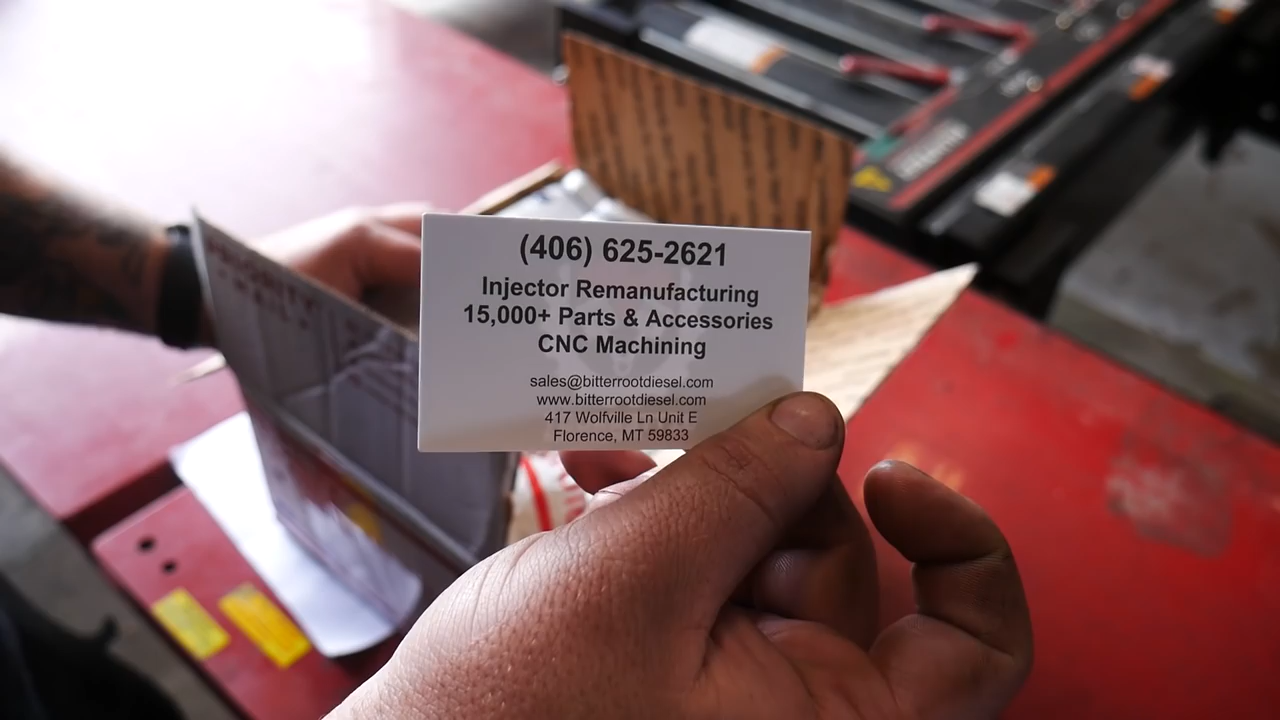 (406) 625-2621
Injector Remanufacturing
15,000+ Parts & Accessories
CNC Machining
sales@bitterrootdiesel.com
www.bitterrootdiesel.com
417 Wolfville Ln Unit E
Florence, MT 59833